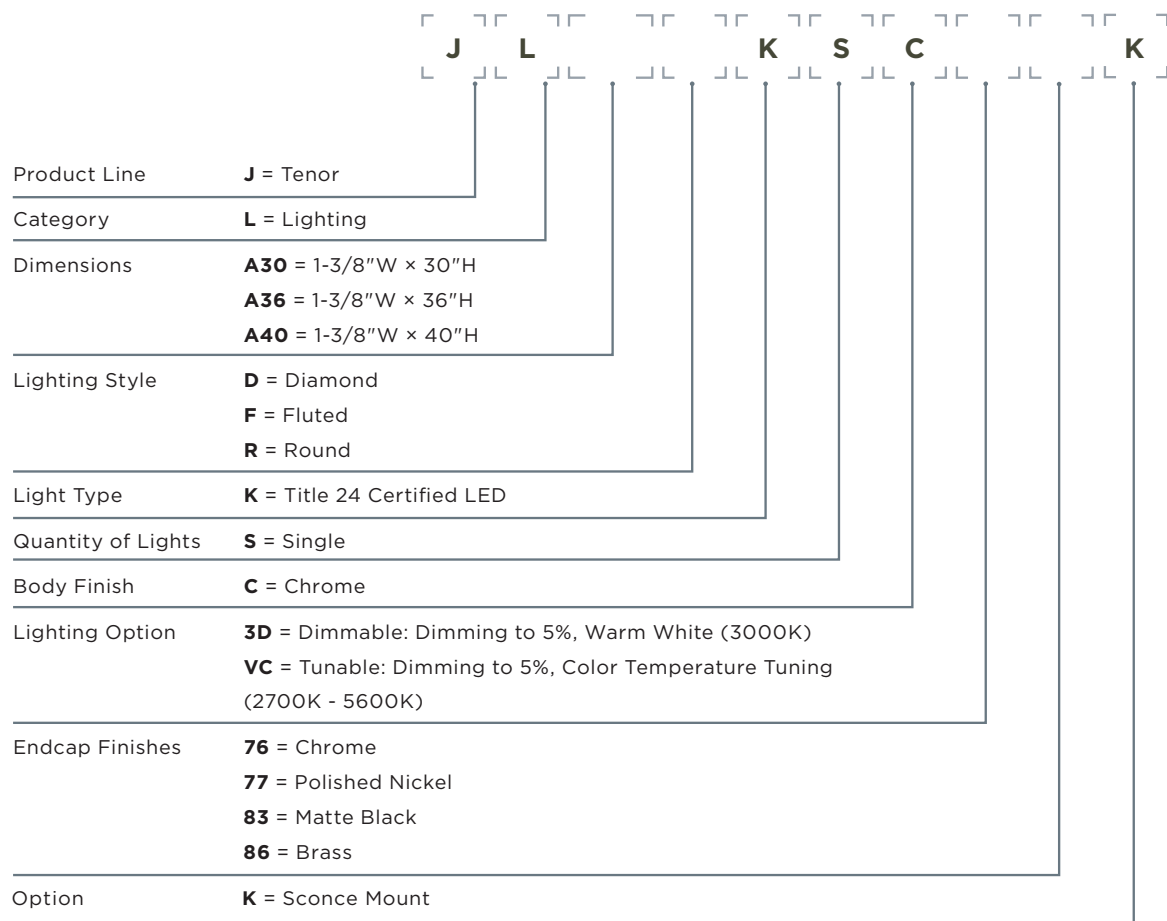 J L K S C K
Product Line J = Tenor
Category L = Lighting
Dimensions A30 = 1-3/8"W × 30"H
A36 = 1-3/8"W × 36"H
A40 = 1-3/8"W × 40"H
Lighting Style D = Diamond
F = Fluted
R = Round
Light Type K = Title 24 Certified LED
Quantity of Lights S = Single
Body Finish C = Chrome
Lighting Option 3D = Dimmable: Dimming to 5%, Warm White (3000K)
VC = Tunable: Dimming to 5%, Color Temperature Tuning
(2700K - 5600K)
Endcap Finishes 76 = Chrome
77 = Polished Nickel
83 = Matte Black
86 = Brass
Option K = Sconce Mount